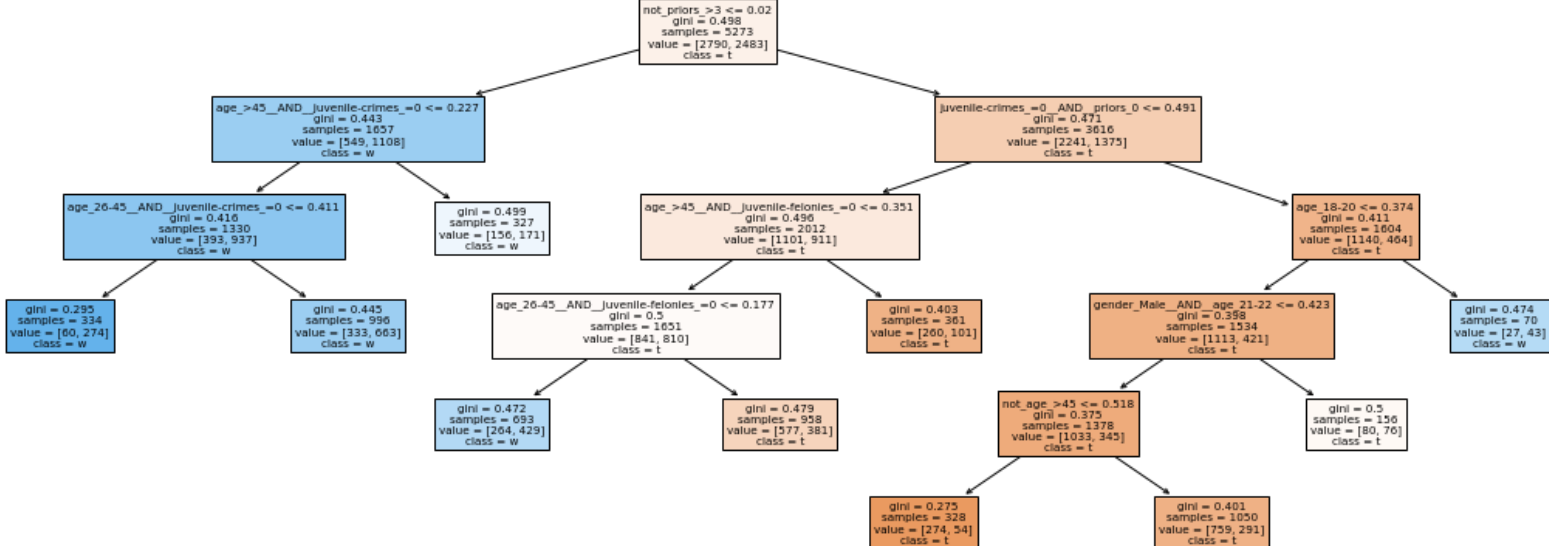 not_priors_>3 <= 0.02
gini = 0.498
samples = 5273
value = [2790, 2483]
class = t
age_>45__AND__juvenile-crimes_=0 <= 0.227
gini = 0.443
samples = 1657
value = [549, 1108]
class = w
juvenile-crimes_=0__AND__priors_0 <= 0.491
gini = 0.471
samples = 3616
value = [2241, 1375]
class = t
age_26-45__AND__juvenile-crimes_=0 <= 0.411
gini = 0.416
samples = 1330
value = [393, 937]
class = w
gini = 0.499
samples = 327
value = [156, 171]
class = w
age_>45__AND__juvenile-felonies_=0 <= 0.351
gini = 0.496
samples = 2012
value = [1101, 911]
class = t
age_18-20 <= 0.374
gini = 0.411
samples = 1604
value = [1140, 464]
class = t
gini = 0.295
samples = 334
value = [60, 274]
class = w
gini = 0.445
samples = 996
value = [333, 663]
class = w
age_26-45__AND__juvenile-felonies_=0 <= 0.177
gini = 0.5
samples = 1651
value = [841, 810]
class = t
gini = 0.403
samples = 361
value = [260, 101]
class = t
gender_Male__AND__age_21-22 <= 0.423
gini = 0.398
samples = 1534
value = [1113, 421]
class = t
gini = 0.474
samples = 70
value = [27, 43]
class = w
gini = 0.472
samples = 693
value = [264, 429]
class = w
gini = 0.479
samples = 958
value = [577, 381]
class = t
not_age_>45 <= 0.518
gini = 0.375
samples = 1378
value = [1033, 345]
class = t
gini = 0.5
samples = 156
value = [80, 76]
class = t
gini = 0.275
samples = 328
value = [274, 54]
class = t
gini = 0.401
samples = 1050
value = [759, 291]
class = t